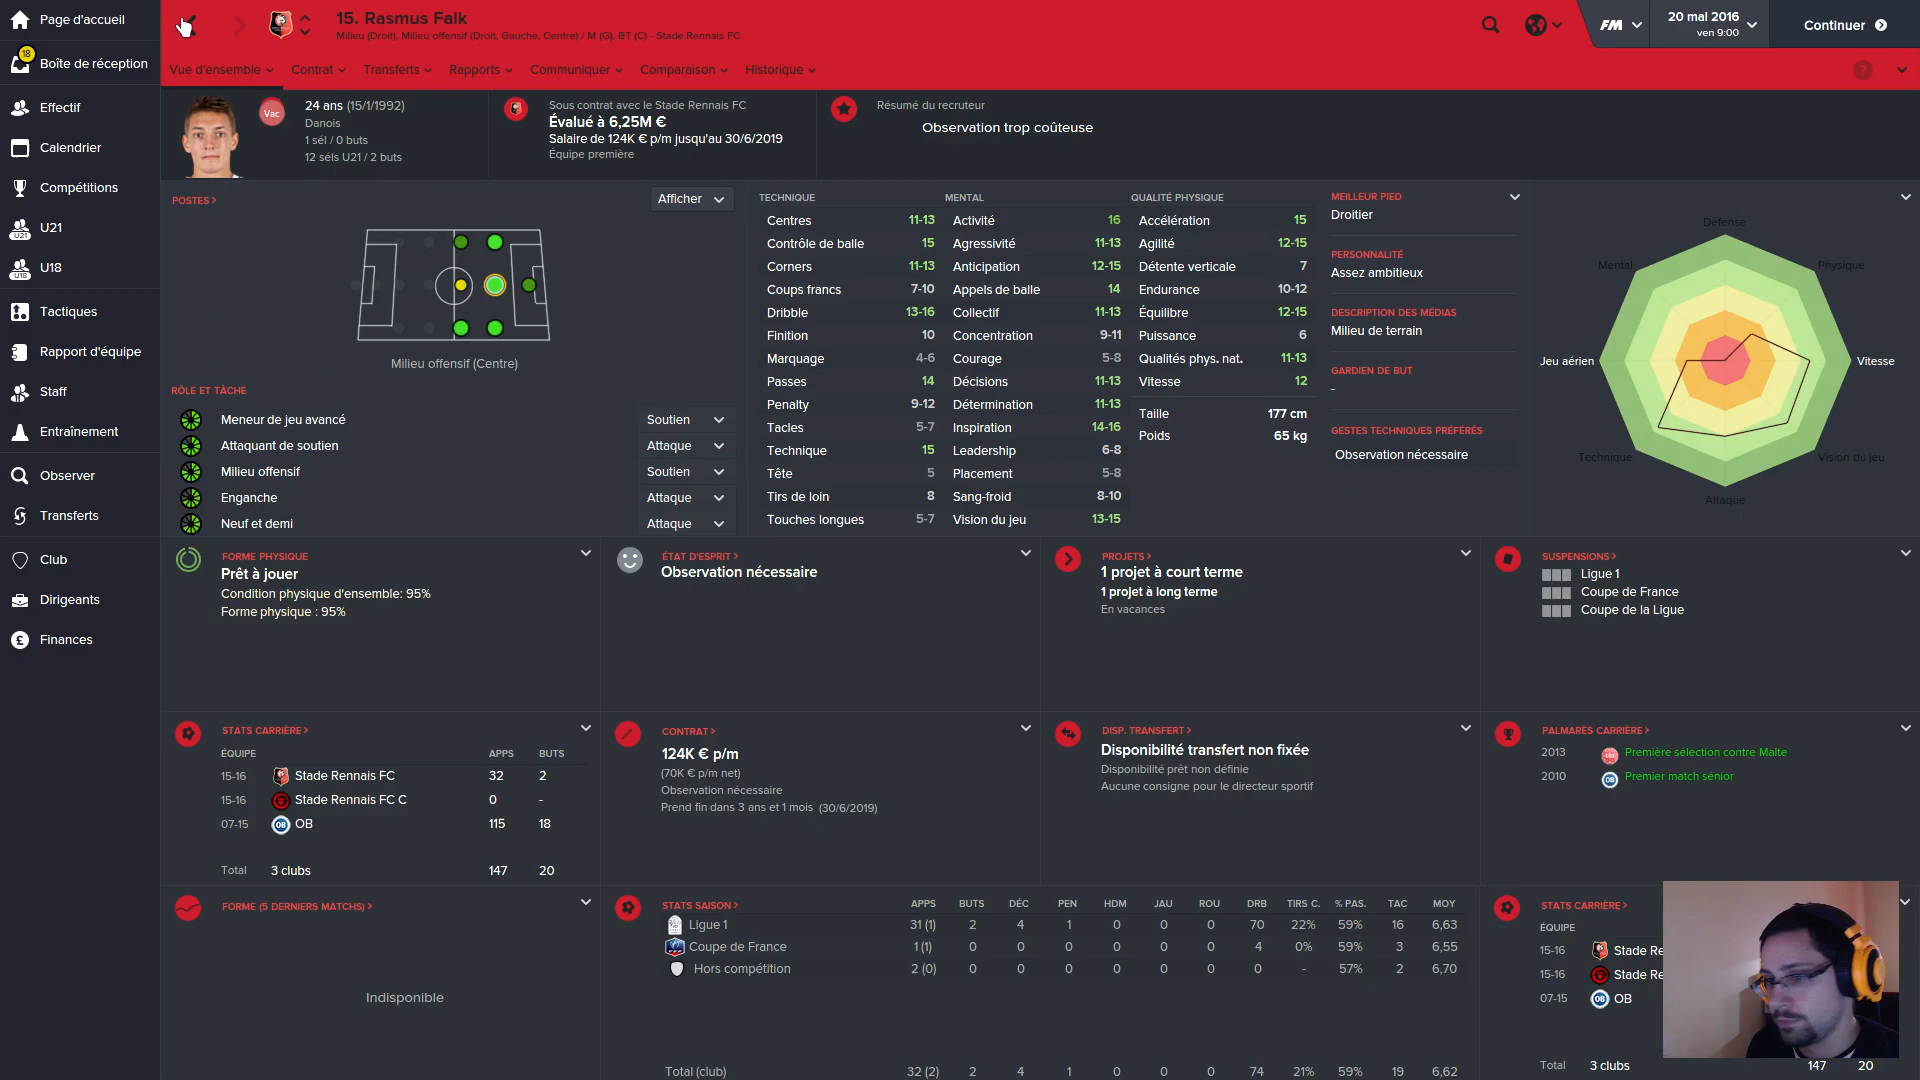 Page d'accueil
18
Boîte de réception
Effectif
Calendrier
Compétitions
U21
U21
U18
U18
Tactiques
Rapport d'équipe
Staff
Entraînement
Observer
Transferts
Club
Dirigeants
Finances
15. Rasmus Falk
Milieu (Droit), Milieu offensif (Droit, Gauche, Centre) / M (G), BT (C) - Stade Rennais FC
FM
20 mai 2016
ven 9:00
Continuer
Vue d'ensemble Contrat Transferts Rapports Communiquer Comparaison Historique
?
Vac
24 ans (15/1/1992)
Danois
1 sél / 0 buts
12 séls U21 / 2 buts
Sous contrat avec le Stade Rennais FC
Évalué à 6,25M €
Salaire de 124K € p/m jusqu'au 30/6/2019
Équipe première
Résumé du recruteur
Observation trop coûteuse
POSTES >
Afficher
Milieu offensif (Centre)
RÔLE ET TÂCHE
Meneur de jeu avancé Soutien
Attaquant de soutien Attaque
Milieu offensif Soutien
Enganche Attaque
Neuf et demi Attaque
TECHNIQUE
Centres 11-13
Contrôle de balle 15
Corners 11-13
Coups francs 7-10
Dribble 13-16
Finition 10
Marquage 4-6
Passes 14
Penalty 9-12
Tacles 5-7
Technique 15
Tête 5
Tirs de loin 8
Touches longues 5-7
MENTAL
Activité 16
Agressivité 11-13
Anticipation 12-15
Appels de balle 14
Collectif 11-13
Concentration 9-11
Courage 5-8
Décisions 11-13
Détermination 11-13
Inspiration 14-16
Leadership 6-8
Placement 5-8
Sang-froid 8-10
Vision du jeu 13-15
QUALITÉ PHYSIQUE
Accélération 15
Agilité 12-15
Détente verticale 7
Endurance 10-12
Équilibre 12-15
Puissance 6
Qualités phys. nat. 11-13
Vitesse 12
Taille 177 cm
Poids 65 kg
MEILLEUR PIED
Droitier
PERSONNALITÉ
Assez ambitieux
DESCRIPTION DES MÉDIAS
Milieu de terrain
GARDIEN DE BUT
-
GESTES TECHNIQUES PRÉFÉRÉS
Observation nécessaire
Défense
Mental
Physique
Jeu aérien
Vitesse
Technique
Vision du jeu
Attaque
FORME PHYSIQUE
Prêt à jouer
Condition physique d'ensemble: 95%
Forme physique : 95%
ÉTAT D'ESPRIT >
Observation nécessaire
PROJETS >
1 projet à court terme
1 projet à long terme
En vacances
SUSPENSIONS >
Ligue 1
Coupe de France
Coupe de la Ligue
STATS CARRIÈRE >
ÉQUIPE APPS BUTS
15-16 Stade Rennais FC 32 2
15-16 Stade Rennais FC C 0 -
07-15 OB OB 115 18
Total 3 clubs 147 20
CONTRAT >
124K € p/m
(70K € p/m net)
Observation nécessaire
Prend fin dans 3 ans et 1 mois (30/6/2019)
DISP. TRANSFERT >
Disponibilité transfert non fixée
Disponibilité prêt non définie
Aucune consigne pour le directeur sportif
PALMARÈS CARRIÈRE >
2013 Première sélection contre Malte
2010 OB Premier match sénior
FORME (5 DERNIERS MATCHS) >
Indisponible
STATS SAISON > APPS BUTS DÉC PEN HDM JAU ROU DRB TIRS C. % PAS. TAC MOY
Ligue 1 31 (1) 2 4 1 0 0 0 70 22% 59% 16 6,63
Coupe de France 1 (1) 0 0 0 0 0 0 4 0% 59% 3 6,55
Hors compétition 2 (0) 0 0 0 0 0 0 0 - 57% 2 6,70
Total (club) 32 (2) 2 4 1 0 0 0 74 21% 59% 19 6,62
STATS CARRIÈRE >
ÉQUIPE
15-16 Stade Re
15-16 Stade Re
07-15 OB OB
Total 3 clubs 147 20